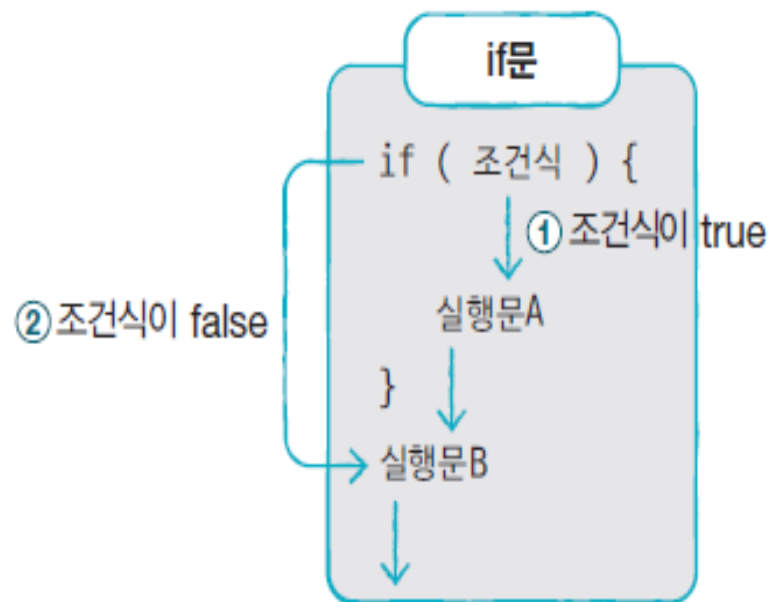 if문
if ( 조건식 ) {
① 조건식이 true
② 조건식이 false
실행문A
}
실행문B